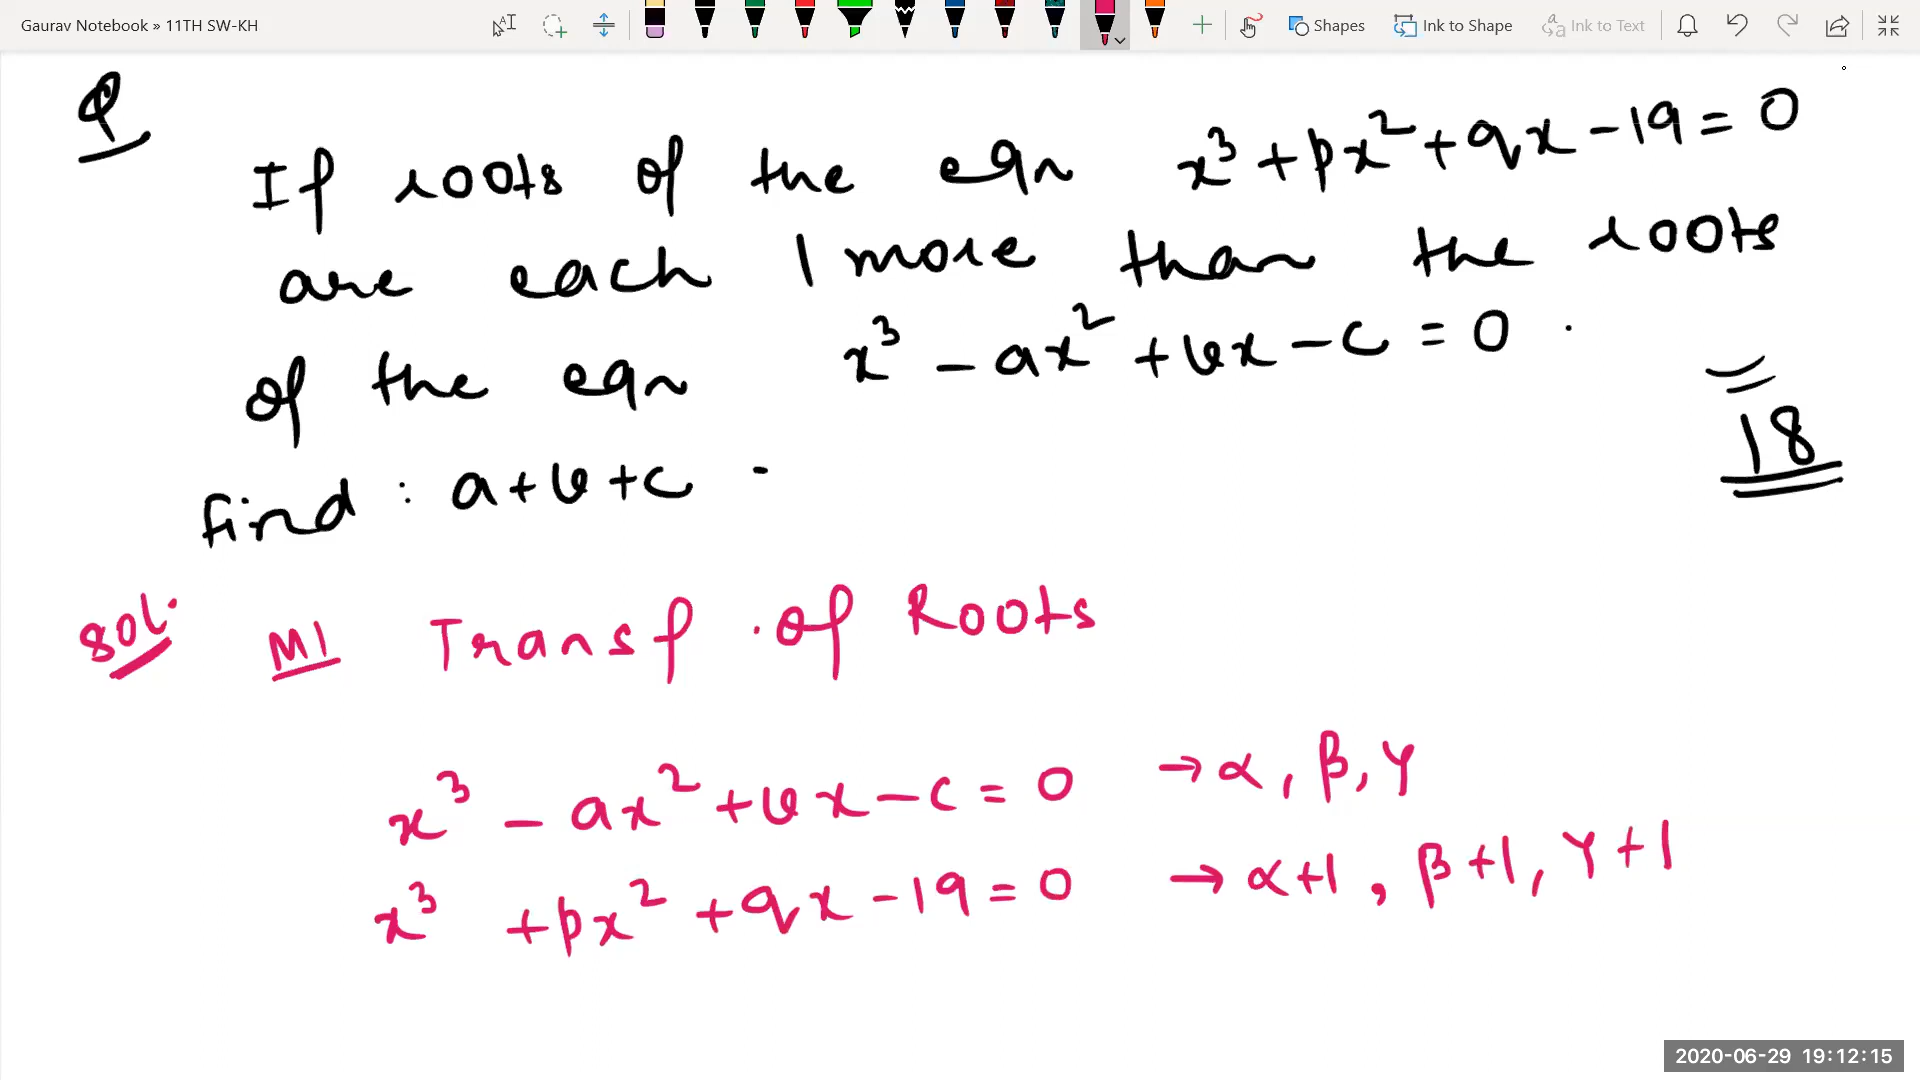 Gaurav Notebook » 11TH SW-KH
Shapes
Ink to Shape
Ink to Text
Q
If roots of the eqn x³ + px² + qx - 19 = 0
are each 1 more than the roots
of the eqn x³ - ax² + bx - c = 0.
find : a+b+c .
18
Sol. M1 Transf. of Roots
x³ - ax² + bx - c = 0 → α, β, γ
x³ + px² + qx - 19 = 0 → α+1, β+1, γ+1
2020-06-29 19:12:15